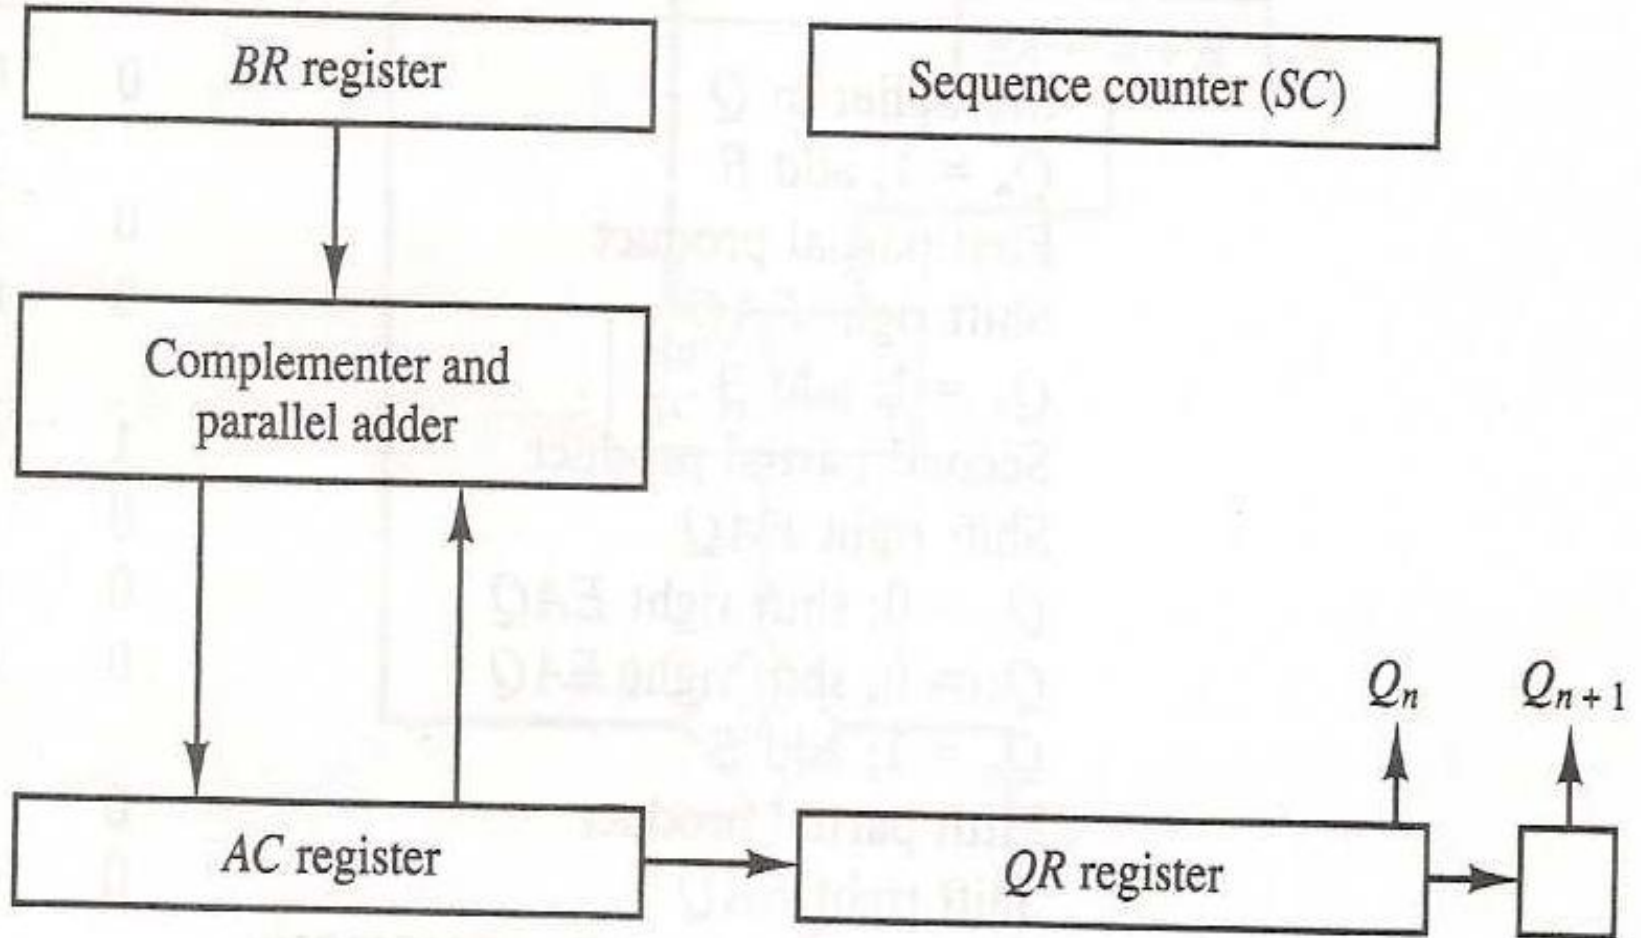 BR register
Sequence counter (SC)
Complementer and
parallel adder
Qn
Qn + 1
AC register
QR register